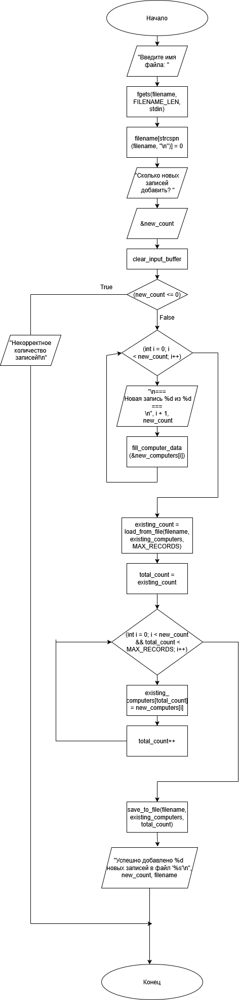 Начало
"Введите имя
файла: "
fgets(filename,
FILENAME_LEN,
stdin)
filename[strcspn
(filename, "\n")] = 0
"Сколько новых
записей
добавить? "
&new_count
clear_input_buffer
True
(new_count <= 0)
False
"Некорректное
количество
записей!\n"
(int i = 0; i
< new_count; i++)
"\n===
Новая запись %d из %d
===
\n", i + 1,
new_count
fill_computer_data
(&new_computers[i])
existing_count =
load_from_file(filename,
existing_computers,
MAX_RECORDS)
total_count =
existing_count
(int i = 0; i < new_count
&& total_count <
MAX_RECORDS; i++)
existing_
computers[total_count]
= new_computers[i]
total_count++
save_to_file(filename,
existing_computers,
total_count)
"Успешно добавлено %d
новых записей в файл '%s'\n",
new_count, filename
Конец